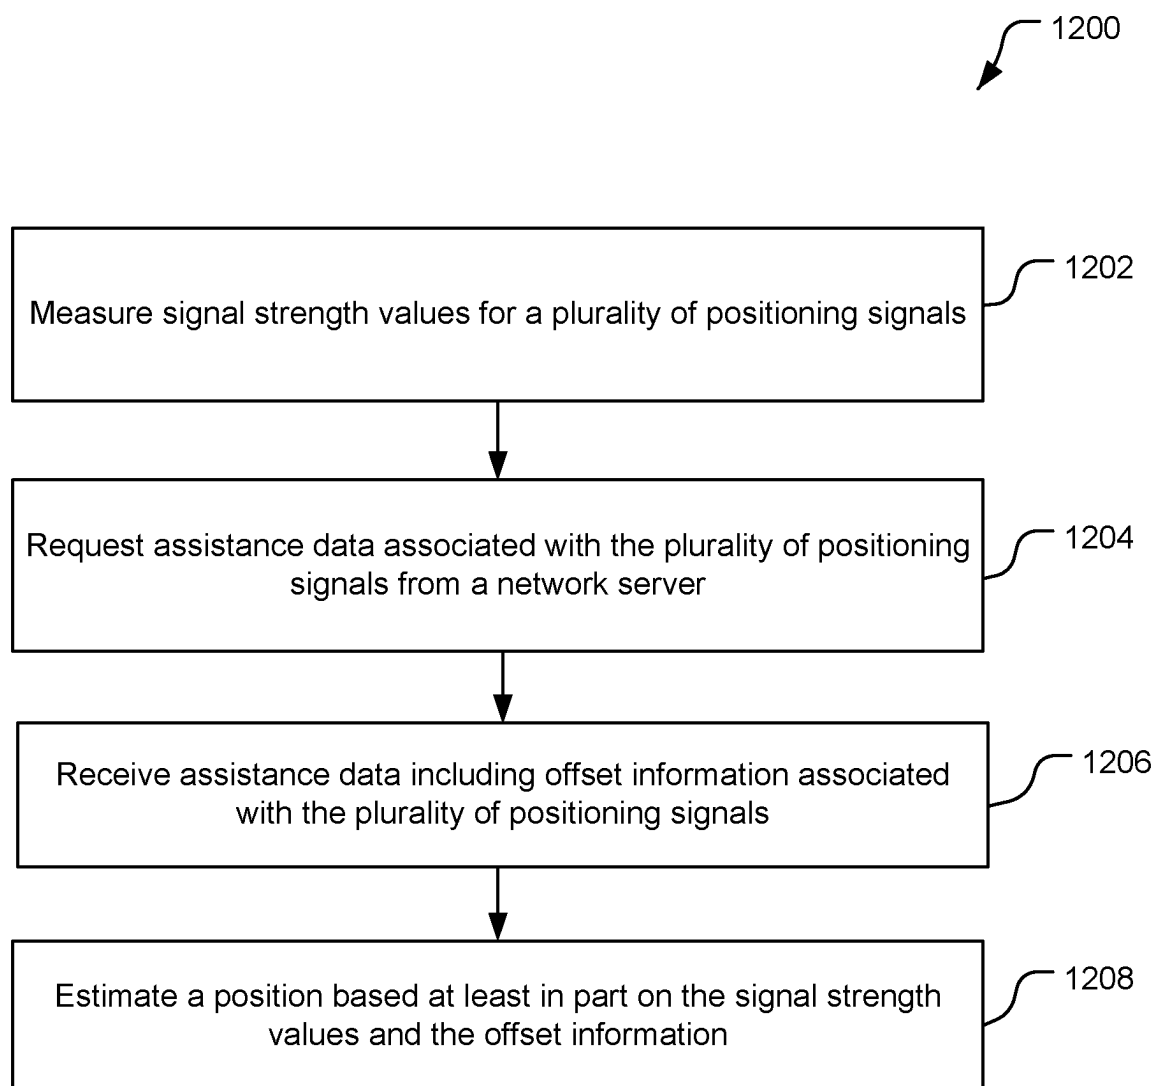 1200
Measure signal strength values for a plurality of positioning signals
1202
Request assistance data associated with the plurality of positioning
signals from a network server
1204
Receive assistance data including offset information associated
with the plurality of positioning signals
1206
Estimate a position based at least in part on the signal strength
values and the offset information
1208